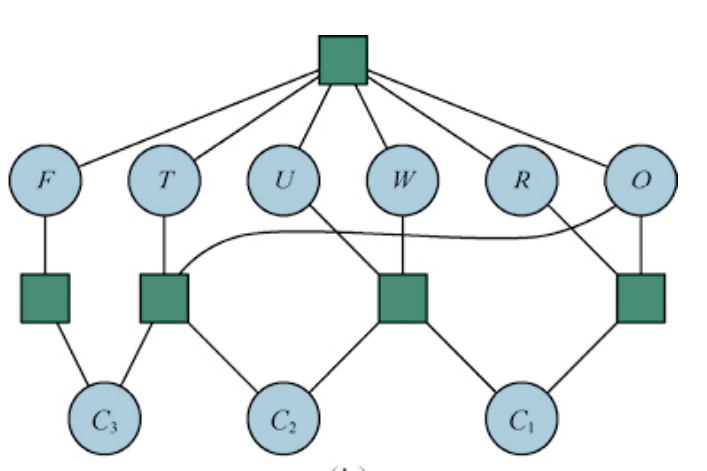 F T U W R O
C₃ C₂ C₁